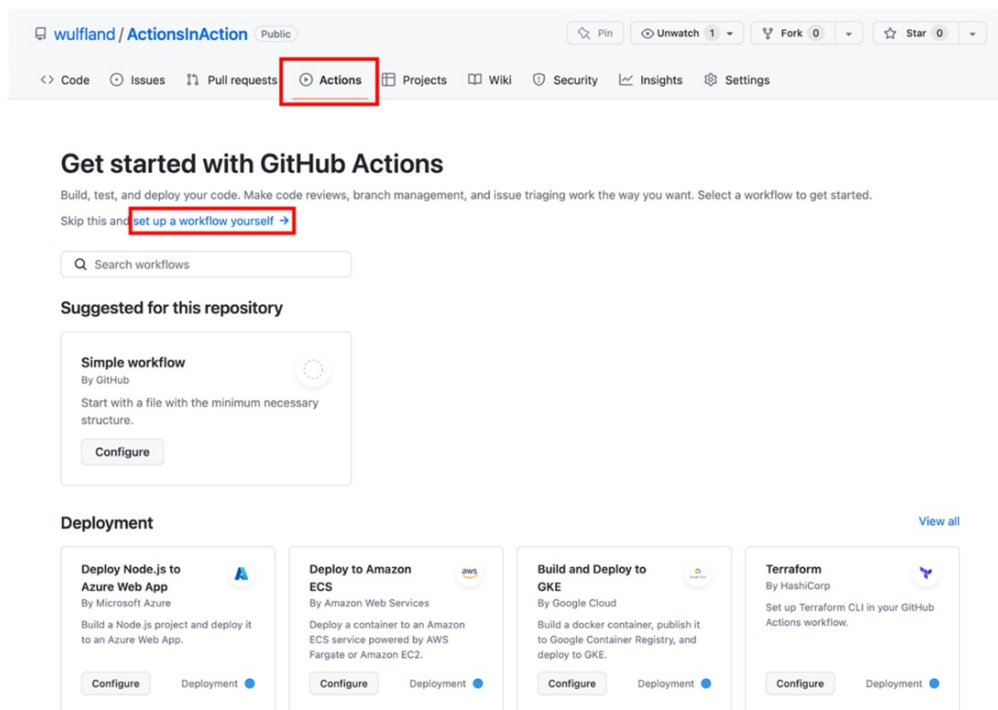 wulfland / ActionsInAction Public Pin Unwatch 1 Fork 0 Star 0
Code Issues Pull requests Actions Projects Wiki Security Insights Settings
Get started with GitHub Actions
Build, test, and deploy your code. Make code reviews, branch management, and issue triaging work the way you want. Select a workflow to get started.
Skip this and set up a workflow yourself →
Search workflows
Suggested for this repository
Simple workflow
By GitHub
Start with a file with the minimum necessary
structure.
Configure
Deployment View all
Deploy Node.js to
Azure Web App
By Microsoft Azure
Build a Node.js project and deploy it
to an Azure Web App.
Configure Deployment
Deploy to Amazon
ECS
aws
By Amazon Web Services
Deploy a container to an Amazon
ECS service powered by AWS
Fargate or Amazon EC2.
Configure Deployment
Build and Deploy to
GKE
By Google Cloud
Build a docker container, publish it
to Google Container Registry, and
deploy to GKE.
Configure Deployment
Terraform
By HashiCorp
Set up Terraform CLI in your GitHub
Actions workflow.
Configure Deployment